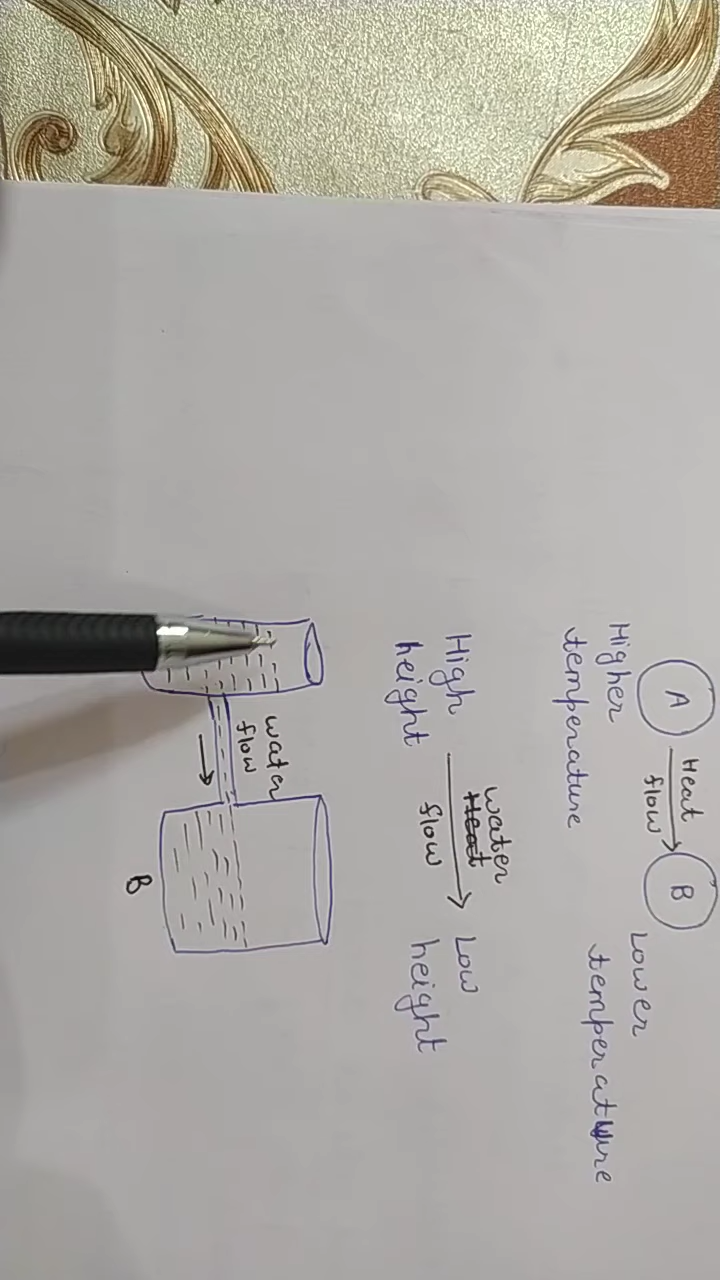 A Heat flow B
Higher temperature
Lower temperature
High height
water
Heat
flow
Low height
water flow
B